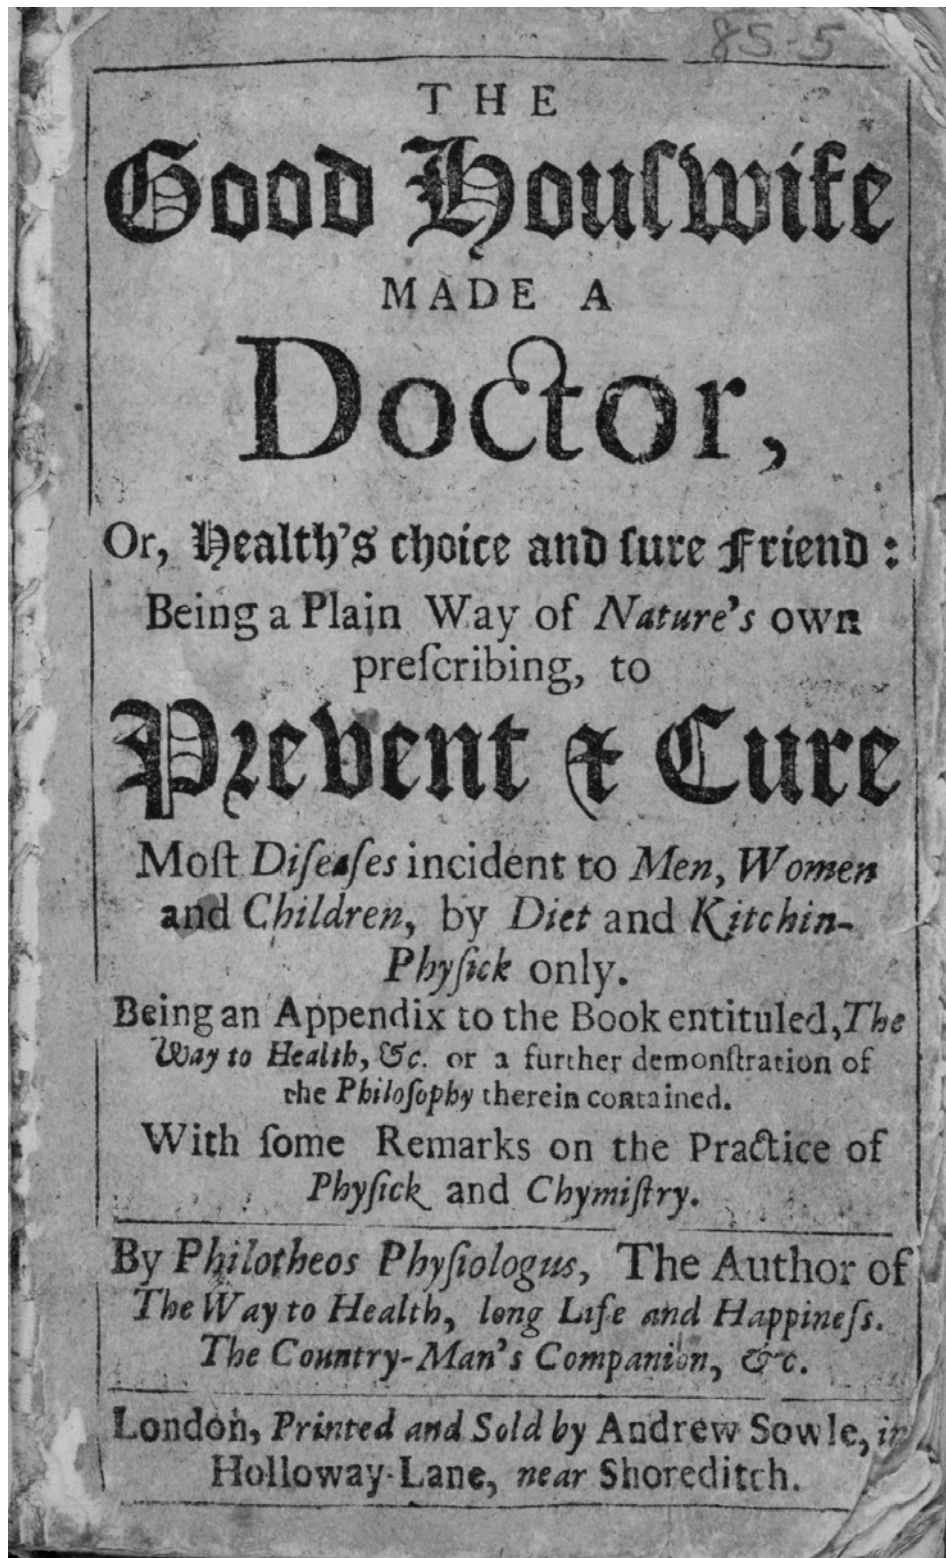 85-5
THE
Good Houſwife
MADE A
Doctor,
Or, Health's choice and ſure Friend :
Being a Plain Way of Nature's own
preſcribing, to
Prevent & Cure
Moſt Diſeaſes incident to Men, Women
and Children, by Diet and Kitchin-
Phyſick only.
Being an Appendix to the Book entituled, The
Way to Health, &c. or a further demonſtration of
the Philoſophy therein contained.
With ſome Remarks on the Practice of
Phyſick and Chymiſtry.
By Philotheos Phyſiologus, The Author of
The Way to Health, long Life and Happineſs.
The Country-Man's Companion, &c.
London, Printed and Sold by Andrew Sowle, in
Holloway-Lane, near Shoreditch.